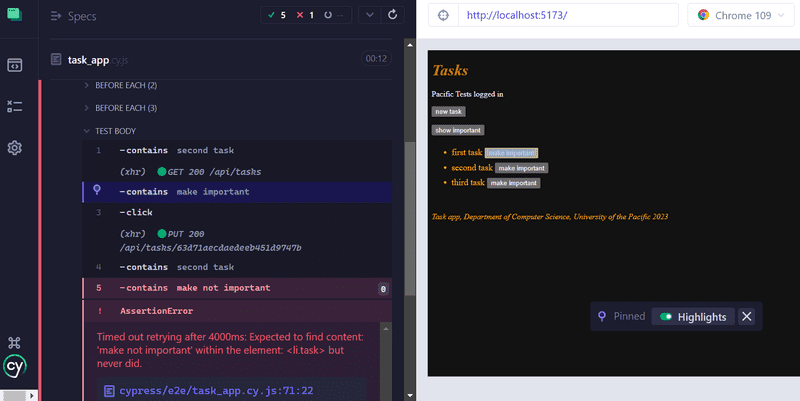 Specs
5 1 --
task_app.cy.js 00:12
BEFORE EACH (2)
BEFORE EACH (3)
TEST BODY
1 -contains second task
(xhr) GET 200 /api/tasks
-contains make important
3 -click
(xhr) PUT 200
/api/tasks/63d71aecdaedeeb451d9747b
4 -contains second task
5 -contains make not important 0
! AssertionError
Timed out retrying after 4000ms: Expected to find content:
'make not important' within the element: <li.task> but
never did.
cypress/e2e/task_app.cy.js:71:22
cy
http://localhost:5173/
Chrome 109
Tasks
Pacific Tests logged in
new task
show important
first task make important
second task make important
third task make important
Task app, Department of Computer Science, University of the Pacific 2023
Pinned Highlights